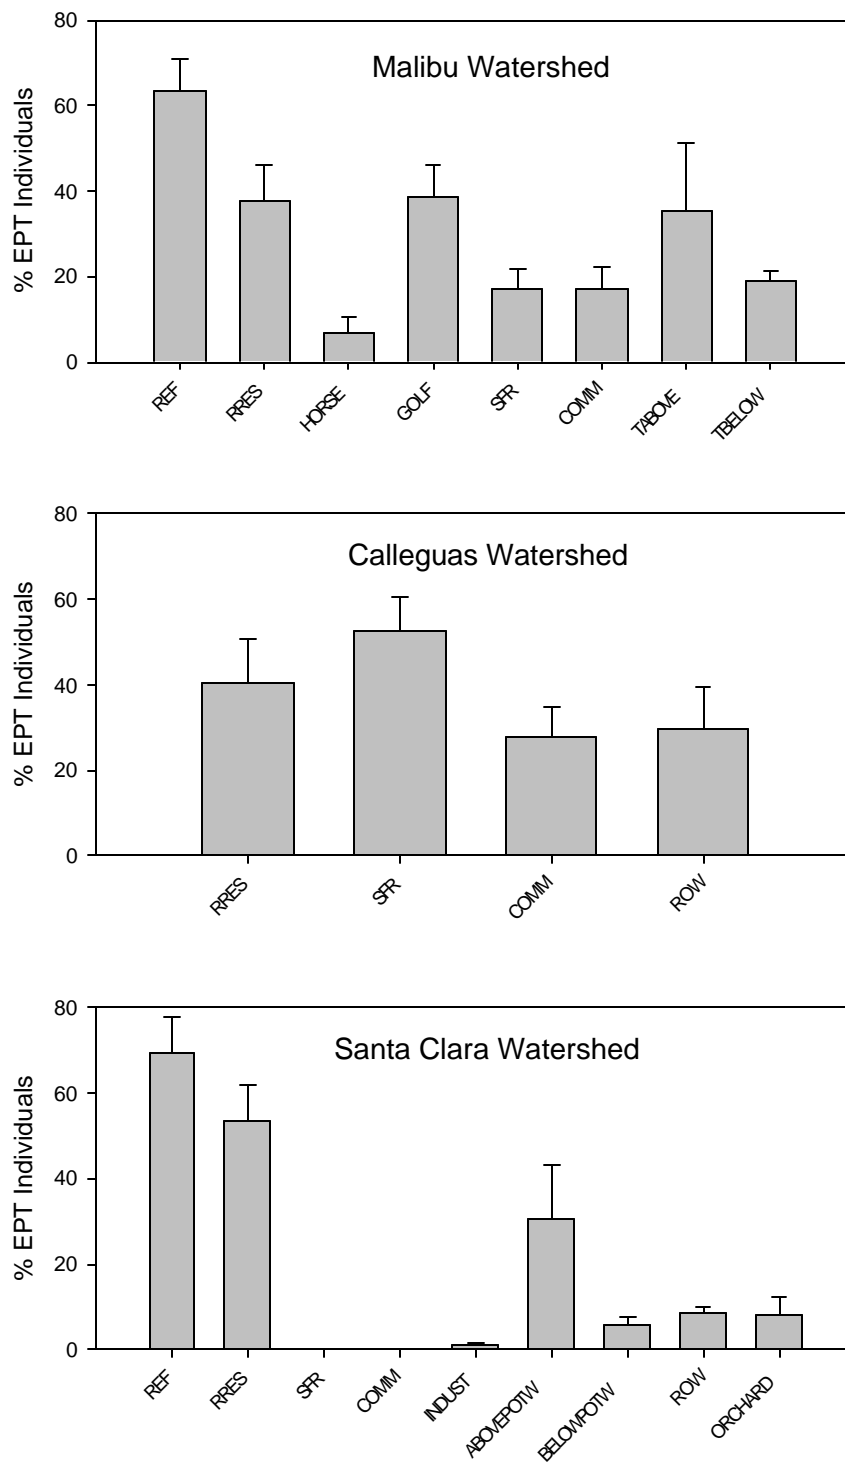 Malibu Watershed
% EPT Individuals
80
60
40
20
0
REF RRES HORSE GOLF SFR COMM TABOVE TBELOW
Calleguas Watershed
% EPT Individuals
80
60
40
20
0
RRES SFR COMM ROW
Santa Clara Watershed
% EPT Individuals
80
60
40
20
0
REF RRES SFR COMM INDUST ABOVEPOTW BELOWPOTW ROW ORCHARD